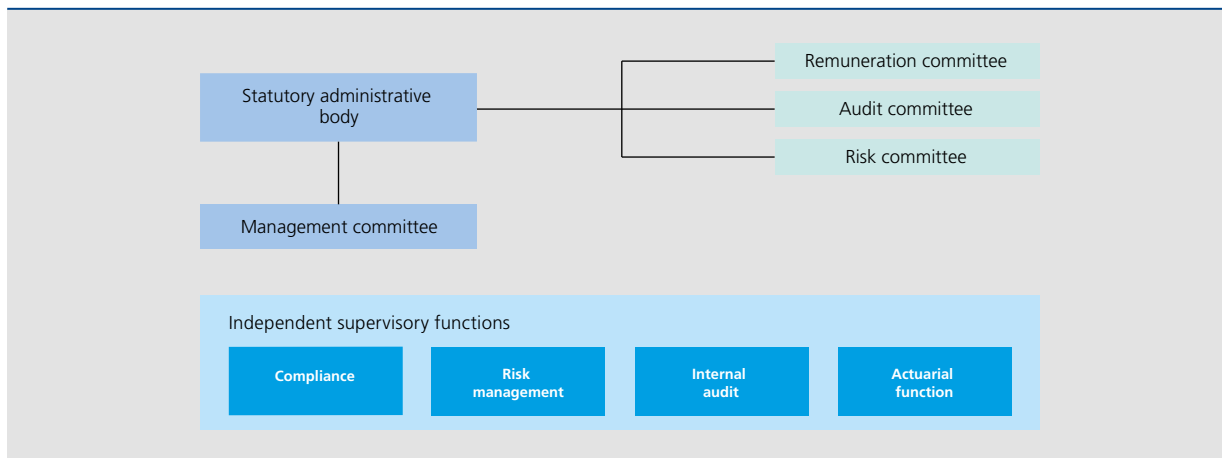 Remuneration committee
Statutory administrative
body
Audit committee
Risk committee
Management committee
Independent supervisory functions
Compliance
Risk
management
Internal
audit
Actuarial
function